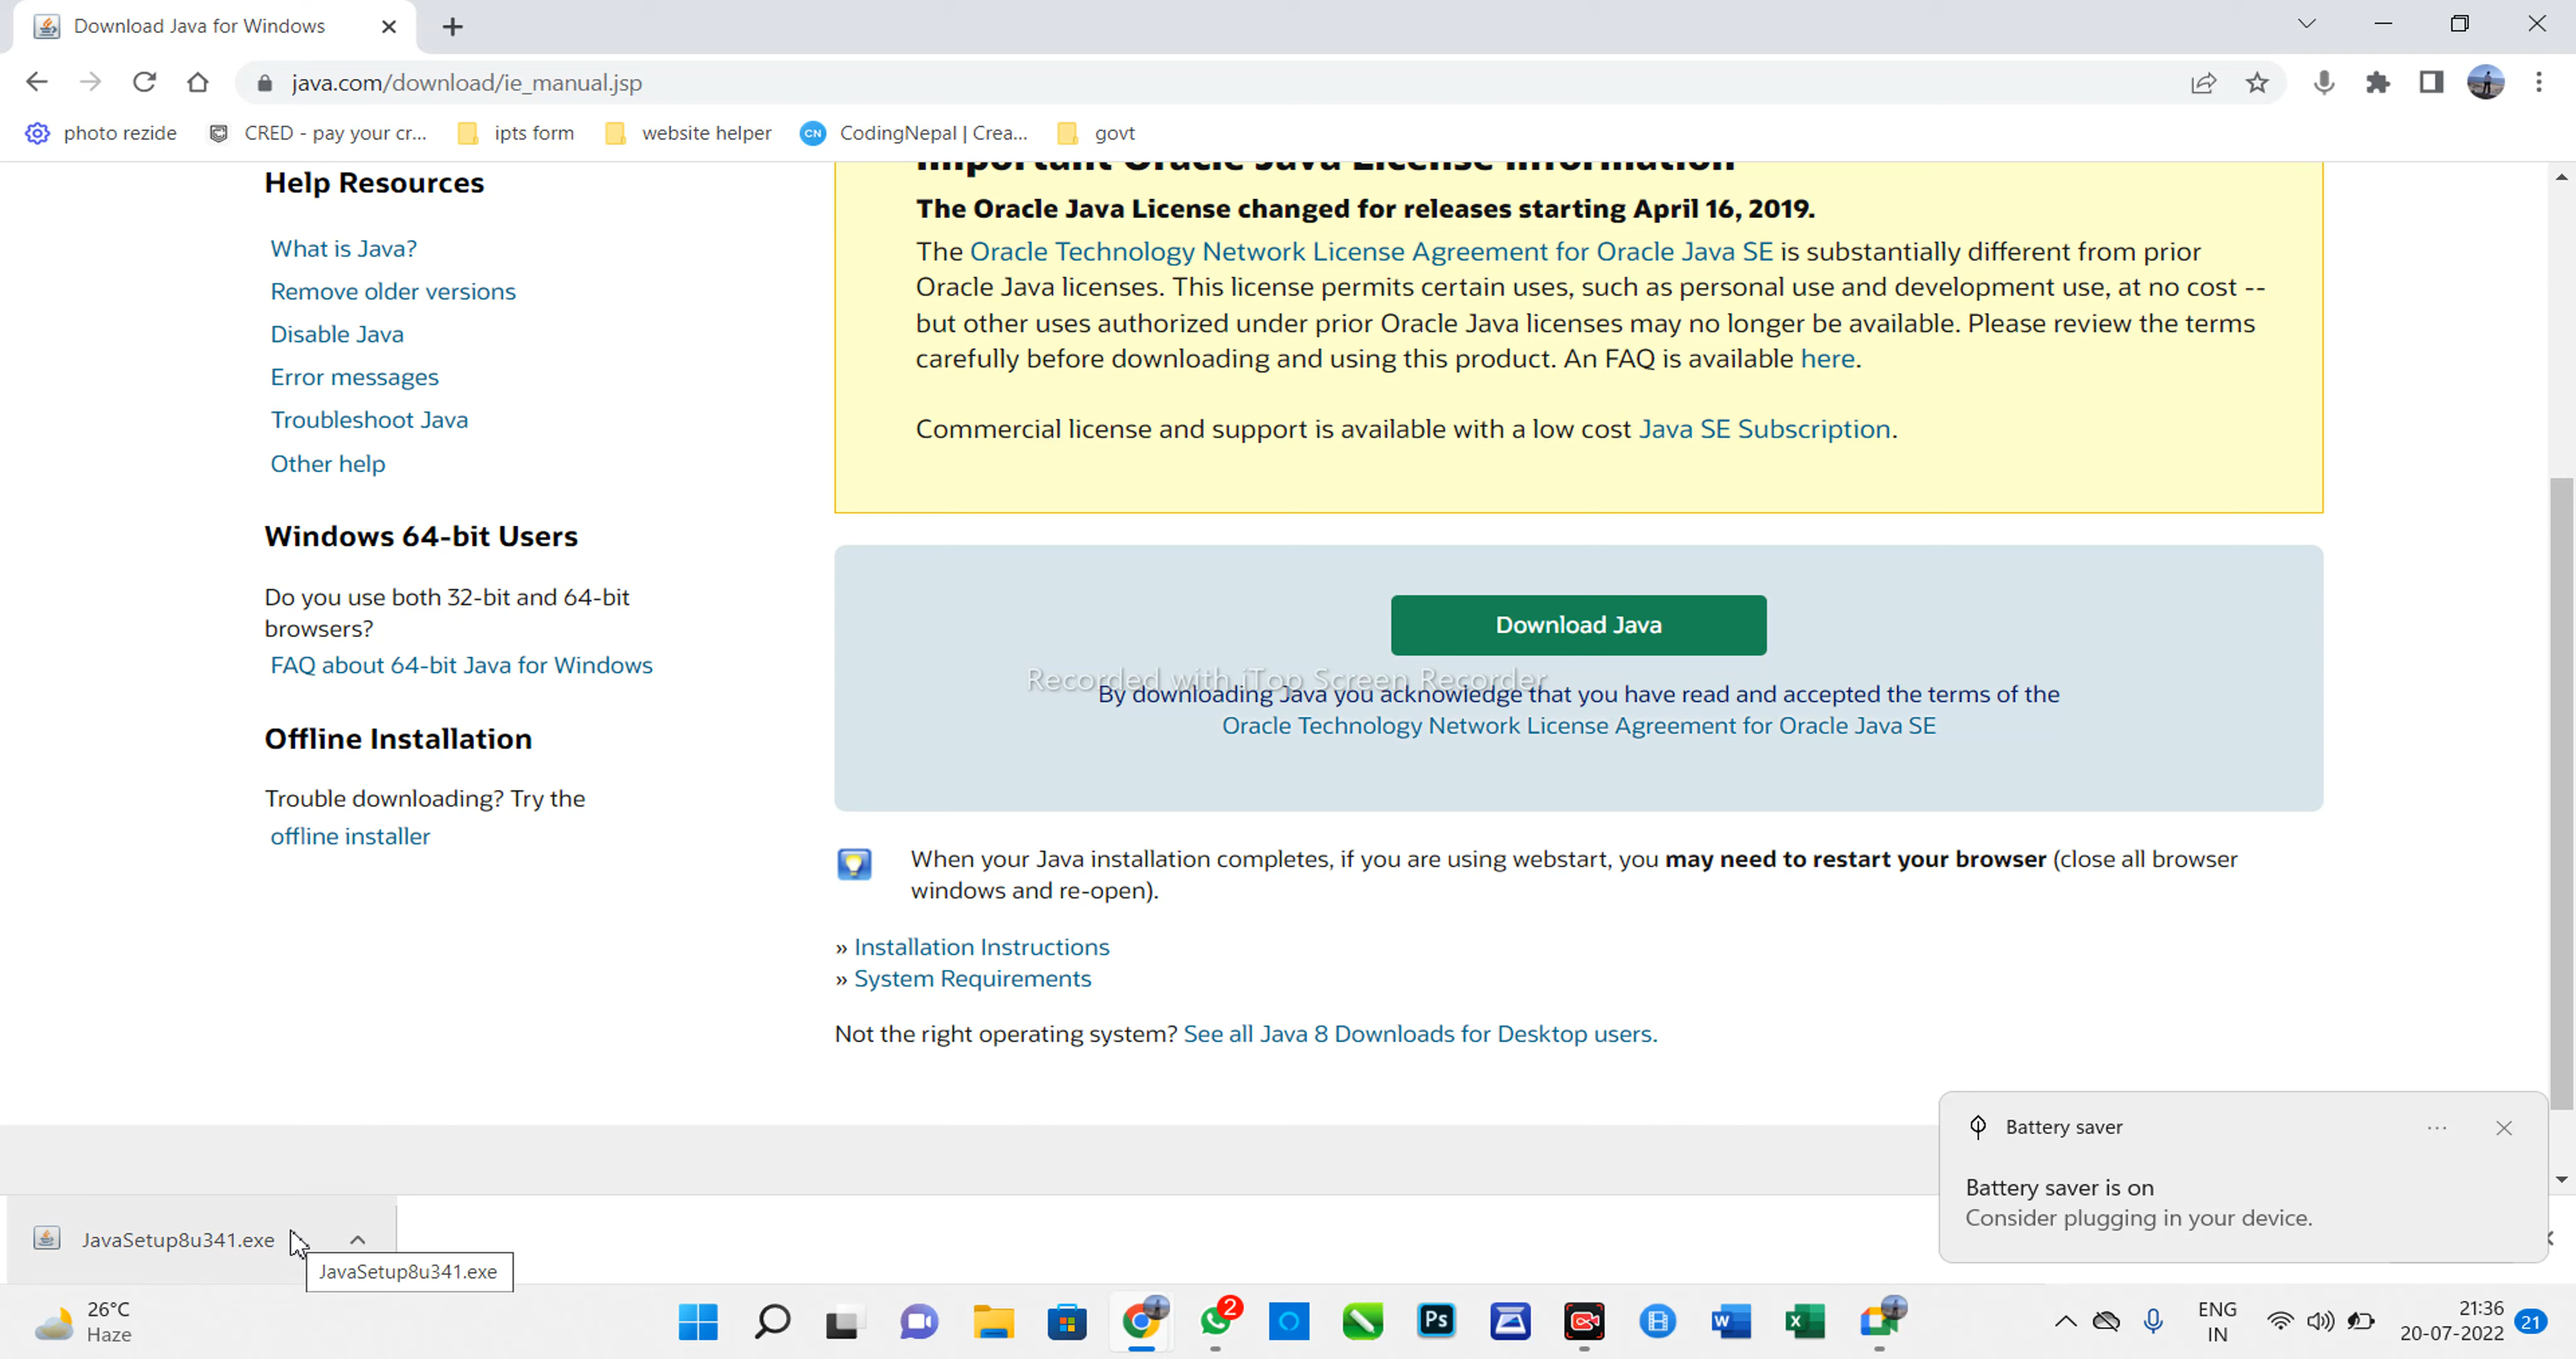 Download Java for Windows
java.com/download/ie_manual.jsp
photo rezide
CRED - pay your cr...
ipts form
website helper
CN
CodingNepal | Crea...
govt
Help Resources
What is Java?
Remove older versions
Disable Java
Error messages
Troubleshoot Java
Other help
Windows 64-bit Users
Do you use both 32-bit and 64-bit
browsers?
FAQ about 64-bit Java for Windows
Offline Installation
Trouble downloading? Try the
offline installer
Important Oracle Java License Information
The Oracle Java License changed for releases starting April 16, 2019.
The Oracle Technology Network License Agreement for Oracle Java SE is substantially different from prior
Oracle Java licenses. This license permits certain uses, such as personal use and development use, at no cost --
but other uses authorized under prior Oracle Java licenses may no longer be available. Please review the terms
carefully before downloading and using this product. An FAQ is available here.
Commercial license and support is available with a low cost Java SE Subscription.
Download Java
Recorded with iTop Screen Recorder
By downloading Java you acknowledge that you have read and accepted the terms of the
Oracle Technology Network License Agreement for Oracle Java SE
When your Java installation completes, if you are using webstart, you may need to restart your browser (close all browser
windows and re-open).
» Installation Instructions
» System Requirements
Not the right operating system? See all Java 8 Downloads for Desktop users.
Battery saver
Battery saver is on
Consider plugging in your device.
JavaSetup8u341.exe
JavaSetup8u341.exe
26°C
Haze
2
Ps
W
X
ENG
IN
21:36
20-07-2022
21